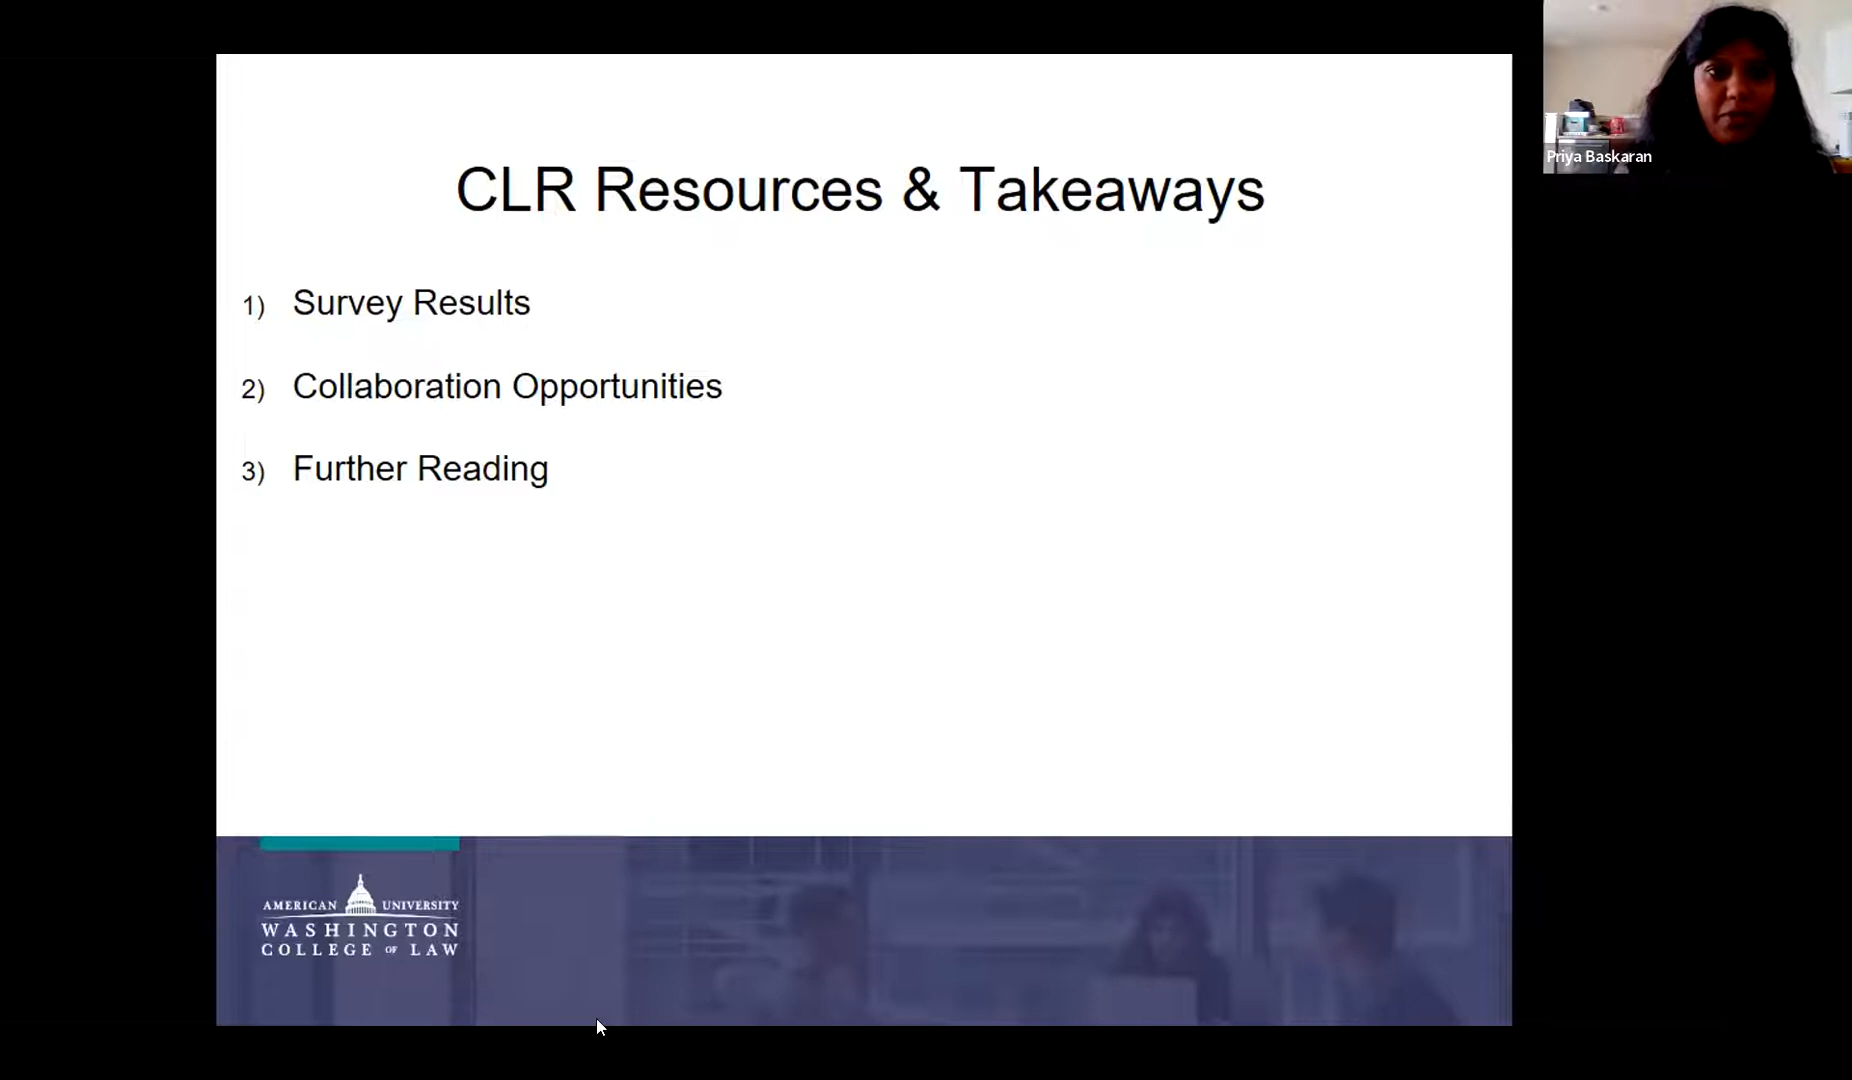 CLR Resources & Takeaways
1) Survey Results
2) Collaboration Opportunities
3) Further Reading
Priya Baskaran
AMERICAN UNIVERSITY
WASHINGTON
COLLEGE OF LAW